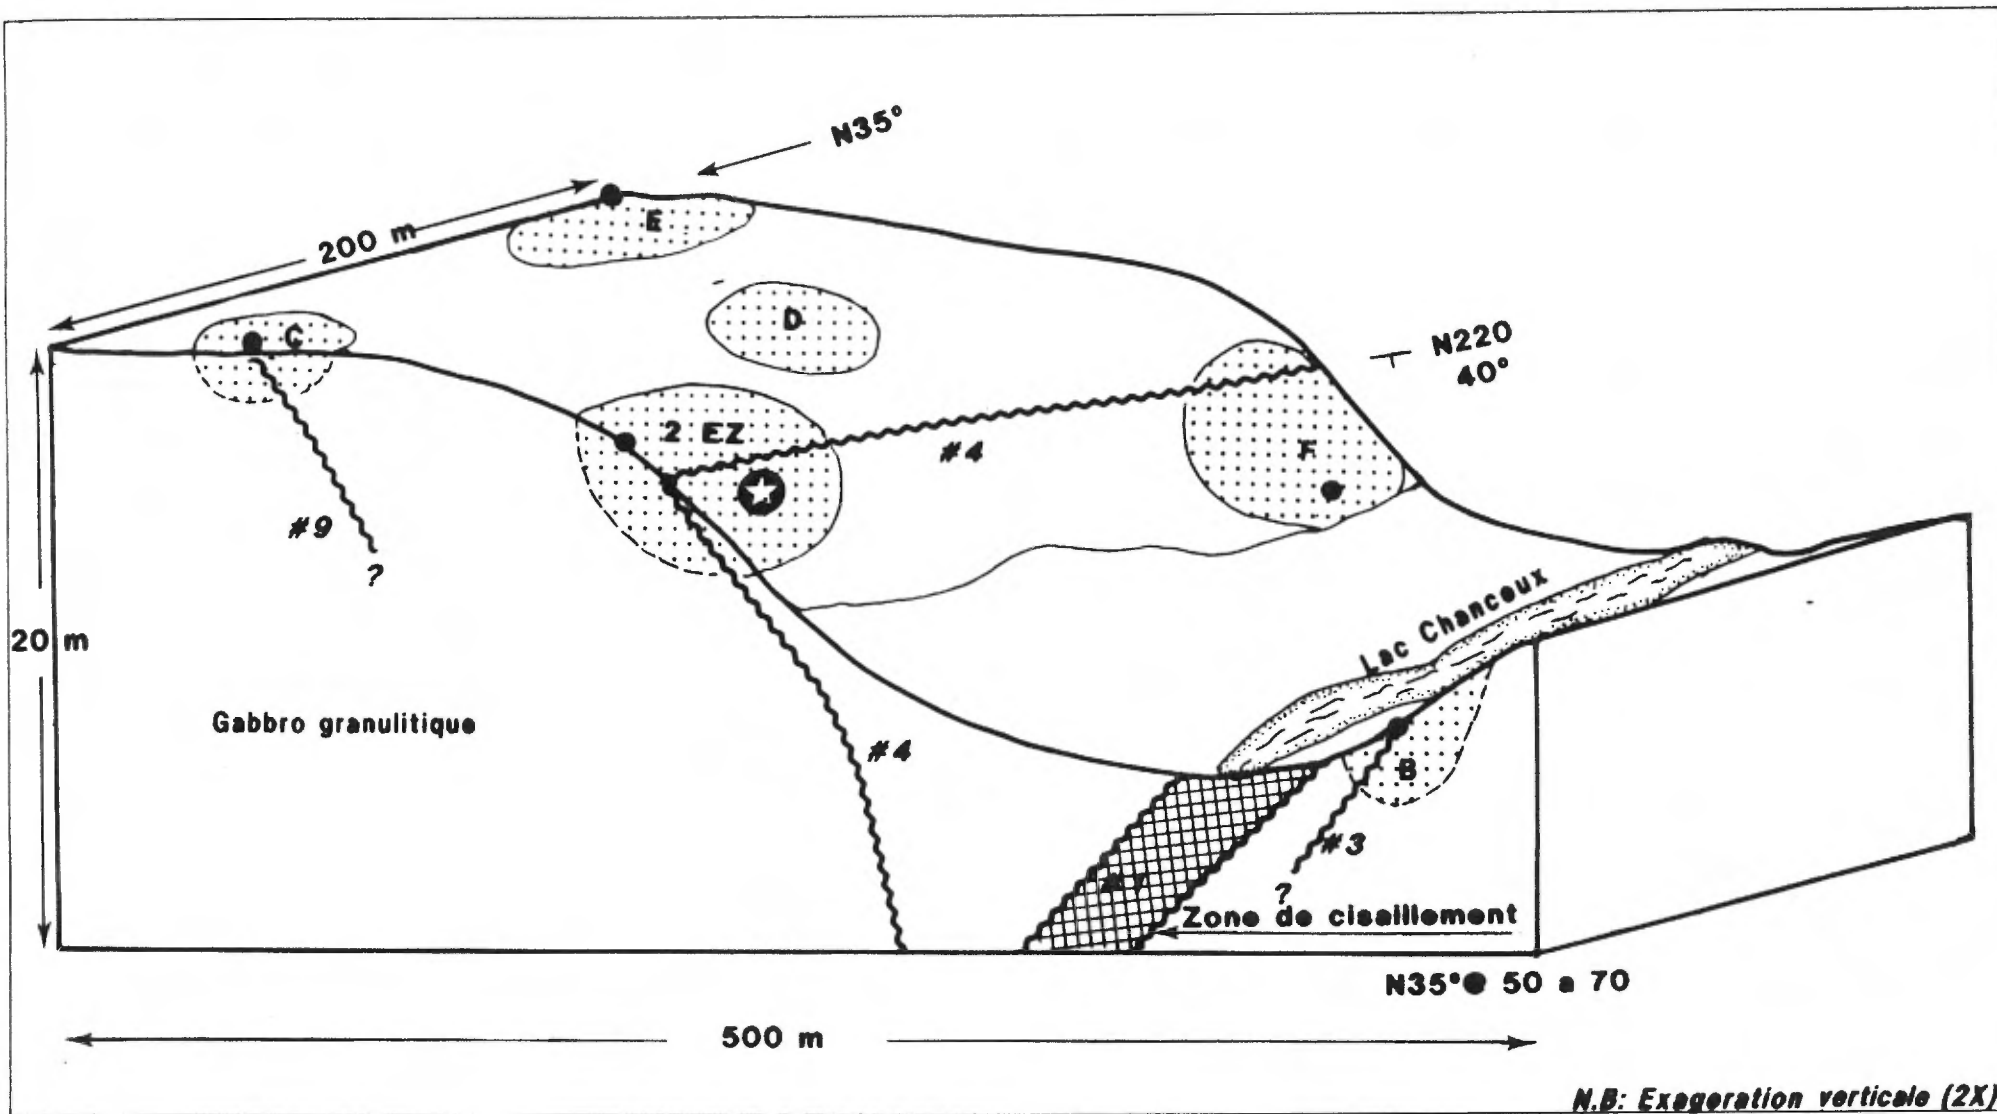 N35°
200 m
E
D
C
N220
40°
2 EZ
#4
F
#9
?
20 m
Lac Chanceux
Gabbro granulitique
#4
B
#3
?
Zone de cisaillement
N35° 50 a 70
500 m
N.B: Exageration verticale (2X)